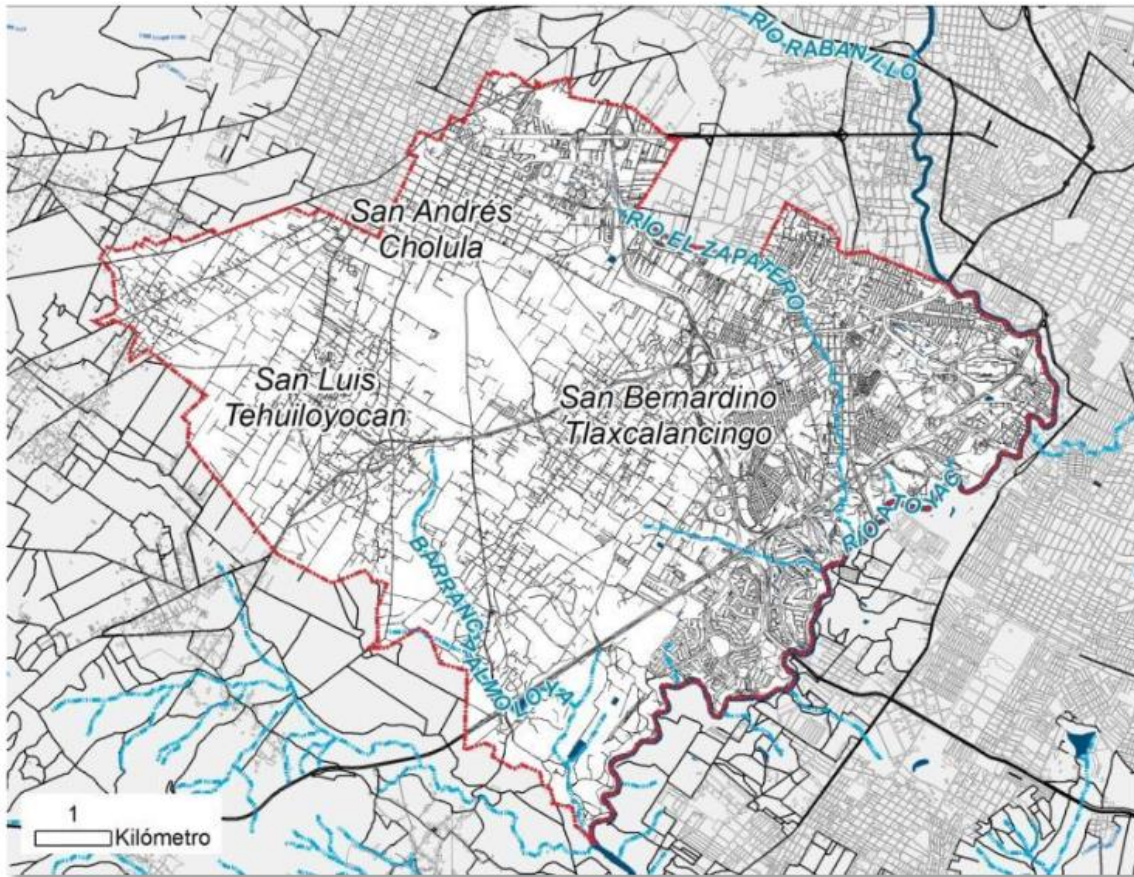 RÍO RABANILLO
San Andrés
Cholula
RÍO EL ZAPATERO
San Luis
Tehuiloyocan
San Bernardino
Tlaxcalancingo
RÍO ATOYAC
BARRANCA ALMOLOYA
1
Kilómetro